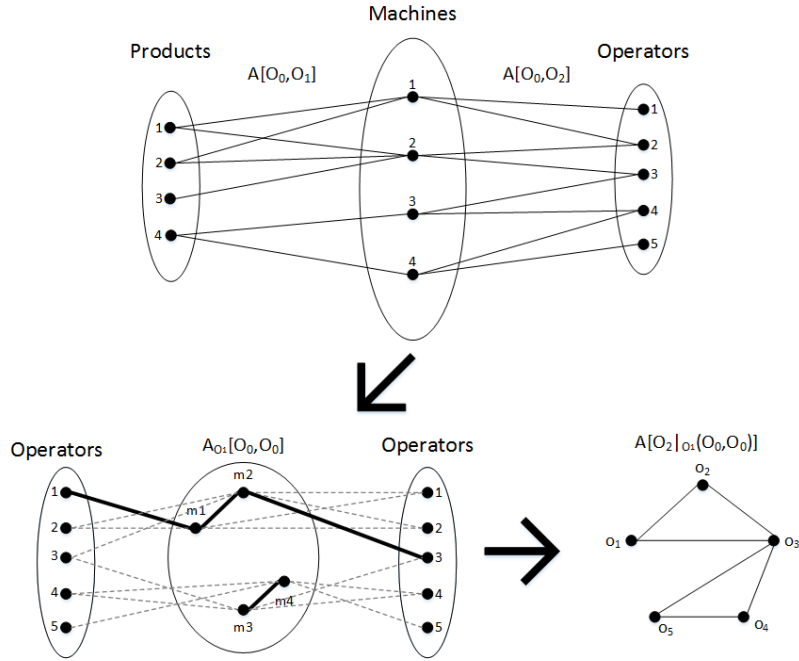 Machines
Products
Operators
A[O₀,O₁]
A[O₀,O₂]
1
2
3
4
1
2
3
4
1
2
3
4
5
Operators
A_O₁[O₀,O₀]
Operators
A[O₂|_O₁(O₀,O₀)]
1
2
3
4
5
m1
m2
m3
m4
1
2
3
4
5
O₂
O₁
O₃
O₅
O₄